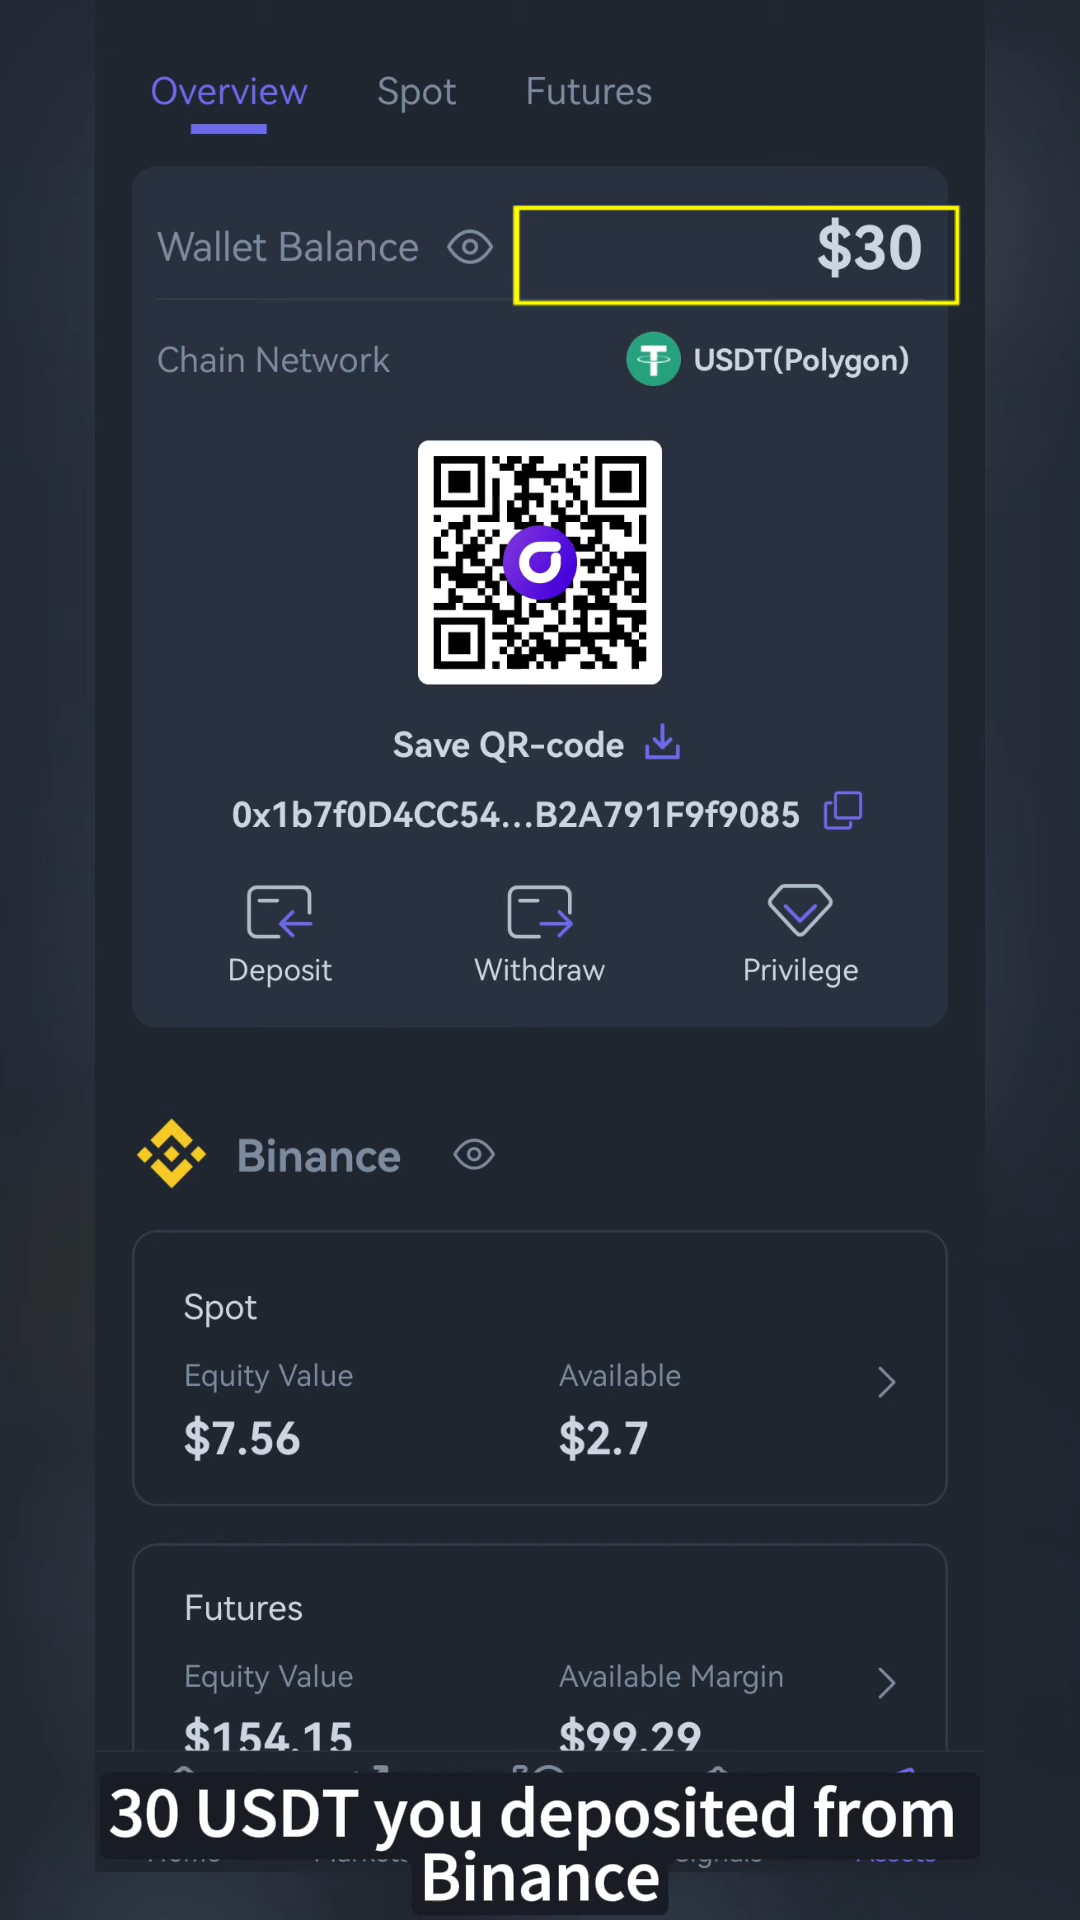 Overview Spot Futures
Wallet Balance $30
Chain Network USDT(Polygon)
Save QR-code
0x1b7f0D4CC54...B2A791F9f9085
Deposit Withdraw Privilege
Binance
Spot
Equity Value Available
$7.56 $2.7
Futures
Equity Value Available Margin
$154.15 $99.29
30 USDT you deposited from
Binance